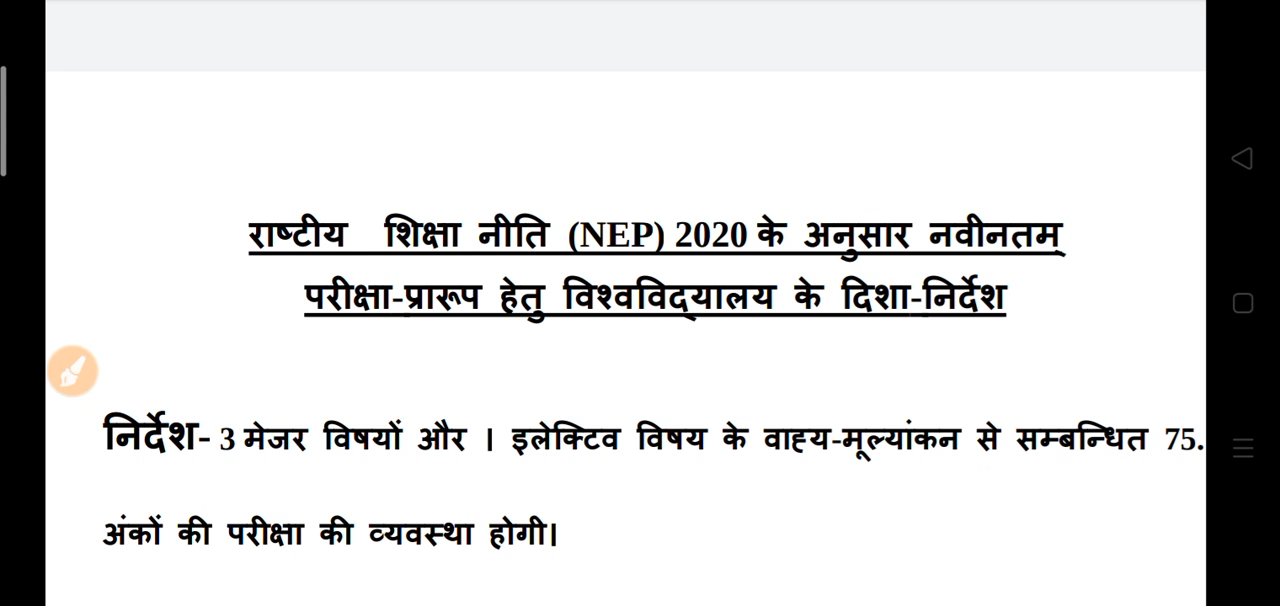 राष्टीय शिक्षा नीति (NEP) 2020 के अनुसार नवीनतम्
परीक्षा-प्रारूप हेतु विश्वविद्यालय के दिशा-निर्देश
निर्देश- 3 मेजर विषयों और । इलेक्टिव विषय के वाह्य-मूल्यांकन से सम्बन्धित 75.
अंकों की परीक्षा की व्यवस्था होगी।